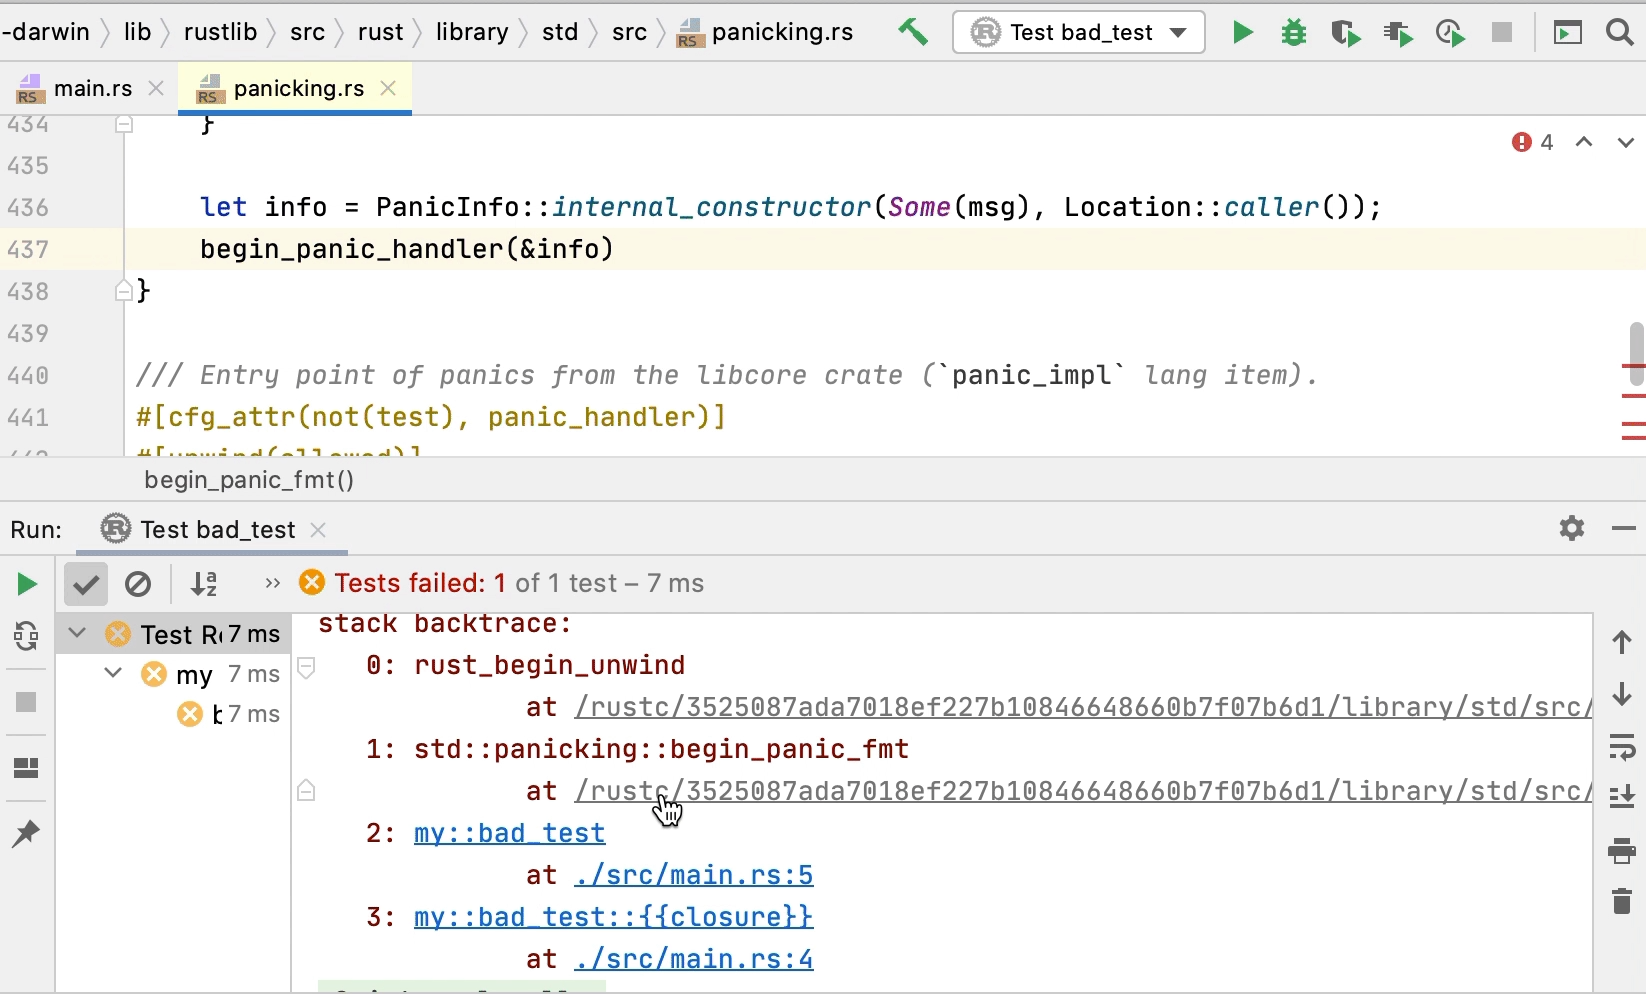 -darwin lib rustlib src rust library std src panicking.rs Test bad_test
main.rs panicking.rs
434 }
435 4
436 let info = PanicInfo::internal_constructor(Some(msg), Location::caller());
437 begin_panic_handler(&info)
438 }
439
440 /// Entry point of panics from the libcore crate (`panic_impl` lang item).
441 #[cfg_attr(not(test), panic_handler)]
442 #[unwind(allowed)]
begin_panic_fmt()
Run: Test bad_test
Tests failed: 1 of 1 test – 7 ms
Test Re 7 ms
my 7 ms
b 7 ms
stack backtrace:
0: rust_begin_unwind
at /rustc/3525087ada7018ef227b10846648660b7f07b6d1/library/std/src/
1: std::panicking::begin_panic_fmt
at /rustc/3525087ada7018ef227b10846648660b7f07b6d1/library/std/src/
2: my::bad_test
at ./src/main.rs:5
3: my::bad_test::{{closure}}
at ./src/main.rs:4